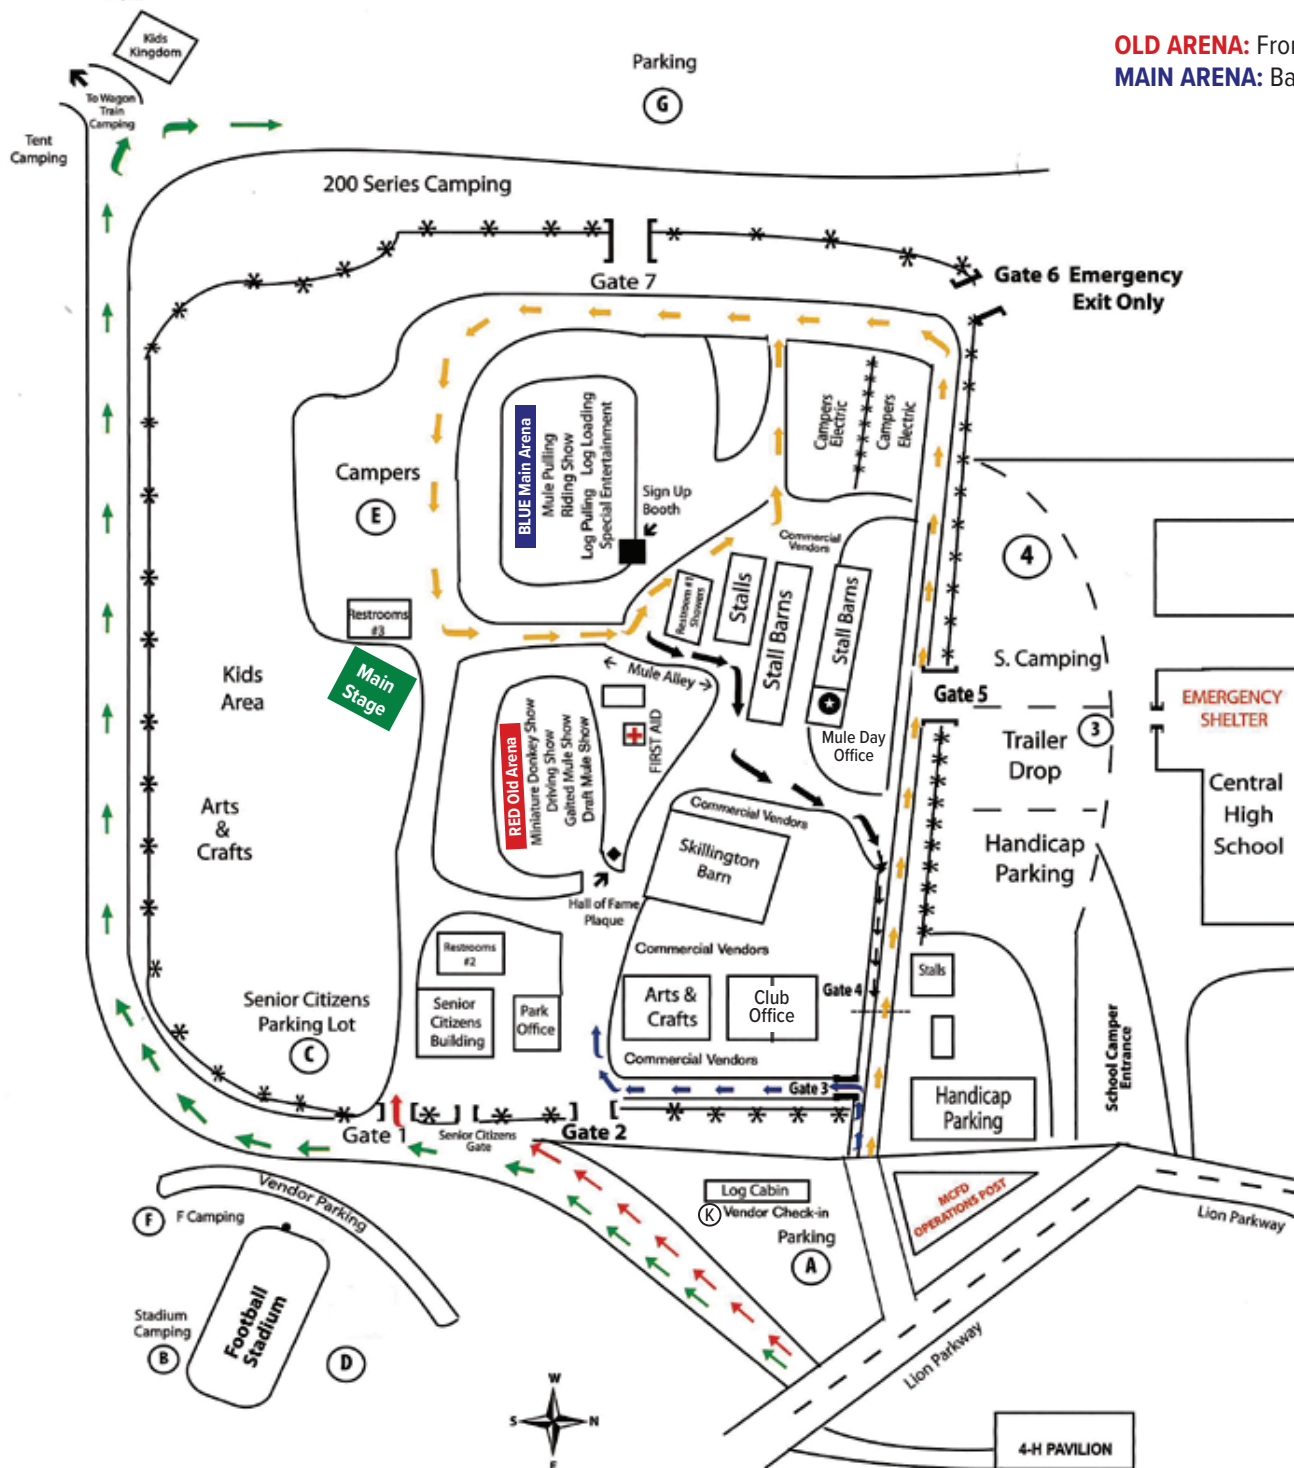 Kids
Kingdom
To Wagon
Train
Camping
Tent
Camping
Parking
G
OLD ARENA: Fron
MAIN ARENA: Ba
200 Series Camping
Gate 7
Gate 6 Emergency
Exit Only
Campers
Electric
Campers
Electric
BLUE Main Arena
Mule Pulling
Riding Show
Log Pulling Log Loading
Special Entertainment
Sign Up
Booth
Campers
E
Commercial
Vendors
Restroom #1
Showers
Stalls
Stall Barns
Stall Barns
Mule Day
Office
Restrooms
#3
Main
Stage
Kids
Area
Mule Alley
FIRST AID
RED Old Arena
Miniature Donkey Show
Driving Show
Gaited Mule Show
Draft Mule Show
Hall of Fame
Plaque
4
S. Camping
Gate 5
3
Trailer
Drop
Handicap
Parking
EMERGENCY
SHELTER
Central
High
School
Arts
&
Crafts
Commercial Vendors
Skillington
Barn
Commercial Vendors
Restrooms
#2
Senior
Citizens
Building
Park
Office
Arts &
Crafts
Club
Office
Gate 4
Stalls
Senior Citizens
Parking Lot
C
Commercial Vendors
Gate 3
Handicap
Parking
School Camper
Entrance
Gate 1
Senior Citizens
Gate
Gate 2
Vendor Parking
F
F Camping
Log Cabin
K Vendor Check-in
Parking
A
MCFD
OPERATIONS POST
Lion Parkway
Lion Parkway
Stadium
Camping
B
Football
Stadium
D
W
S
N
E
4-H PAVILION